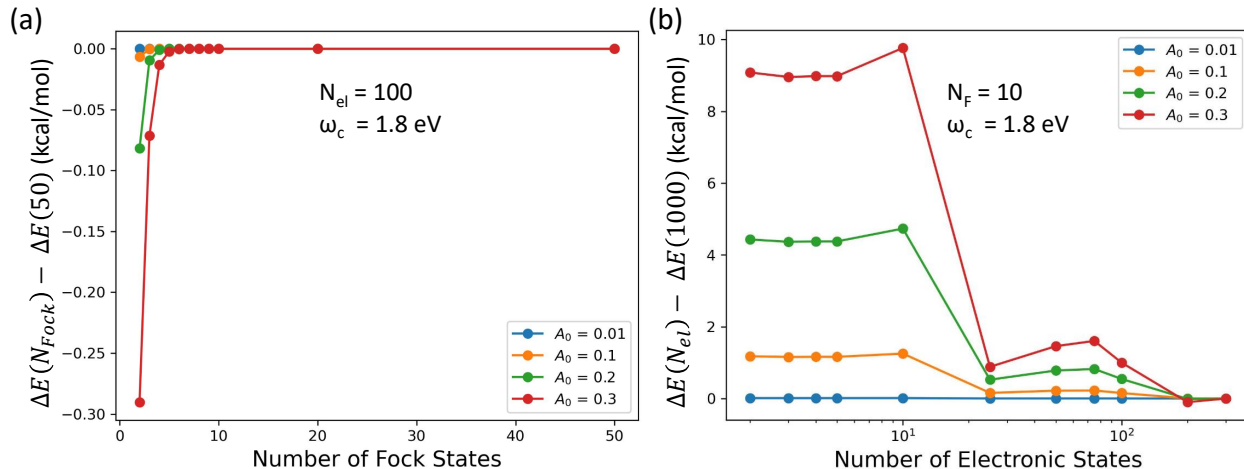 (a)
ΔE(N_Fock) − ΔE(50) (kcal/mol)
0.00
−0.05
−0.10
−0.15
−0.20
−0.25
−0.30
N_el = 100
ω_c = 1.8 eV
A_0 = 0.01
A_0 = 0.1
A_0 = 0.2
A_0 = 0.3
0 10 20 30 40 50
Number of Fock States
(b)
ΔE(N_el) − ΔE(1000) (kcal/mol)
10
8
6
4
2
0
N_F = 10
ω_c = 1.8 eV
A_0 = 0.01
A_0 = 0.1
A_0 = 0.2
A_0 = 0.3
10^1 10^2
Number of Electronic States